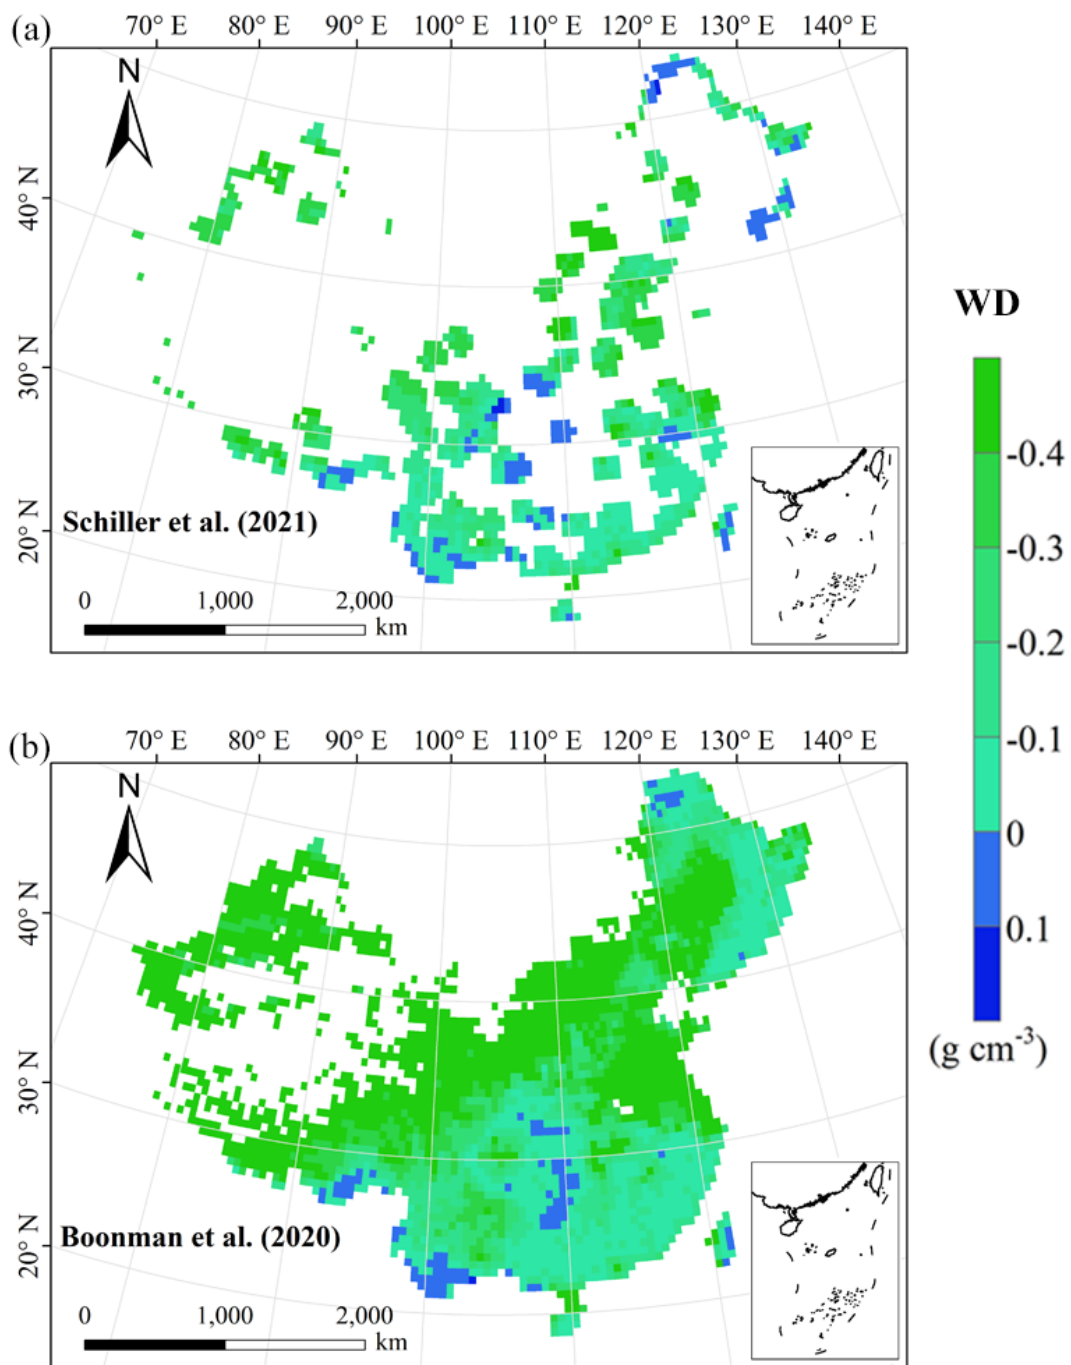 (a)
70° E 80° E 90° E 100° E 110° E 120° E 130° E 140° E
N
40° N
30° N
20° N
Schiller et al. (2021)
0 1,000 2,000
km
WD
-0.4
-0.3
-0.2
-0.1
0
0.1
(g cm⁻³)
(b)
70° E 80° E 90° E 100° E 110° E 120° E 130° E 140° E
N
40° N
30° N
20° N
Boonman et al. (2020)
0 1,000 2,000
km